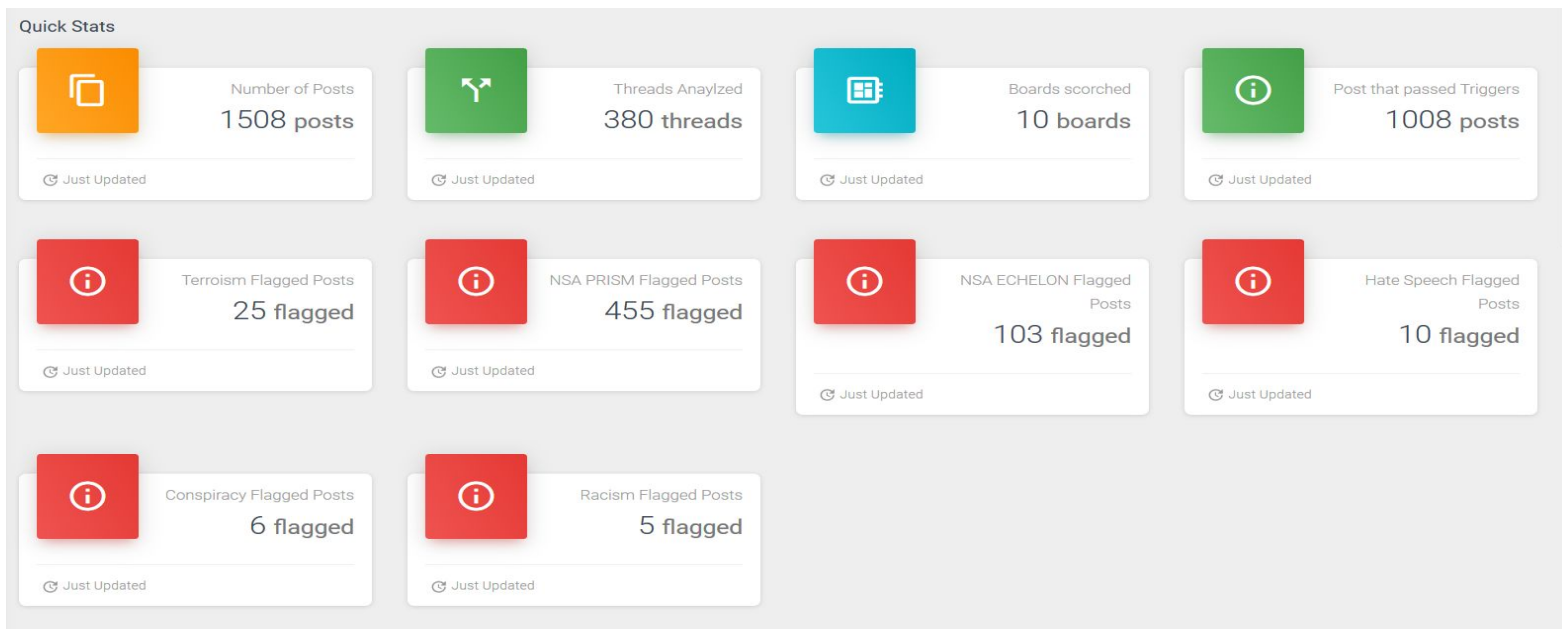 Quick Stats
Number of Posts
1508 posts
Just Updated
Threads Anaylzed
380 threads
Just Updated
Boards scorched
10 boards
Just Updated
Post that passed Triggers
1008 posts
Just Updated
Terroism Flagged Posts
25 flagged
Just Updated
NSA PRISM Flagged Posts
455 flagged
Just Updated
NSA ECHELON Flagged
Posts
103 flagged
Just Updated
Hate Speech Flagged
Posts
10 flagged
Just Updated
Conspiracy Flagged Posts
6 flagged
Just Updated
Racism Flagged Posts
5 flagged
Just Updated